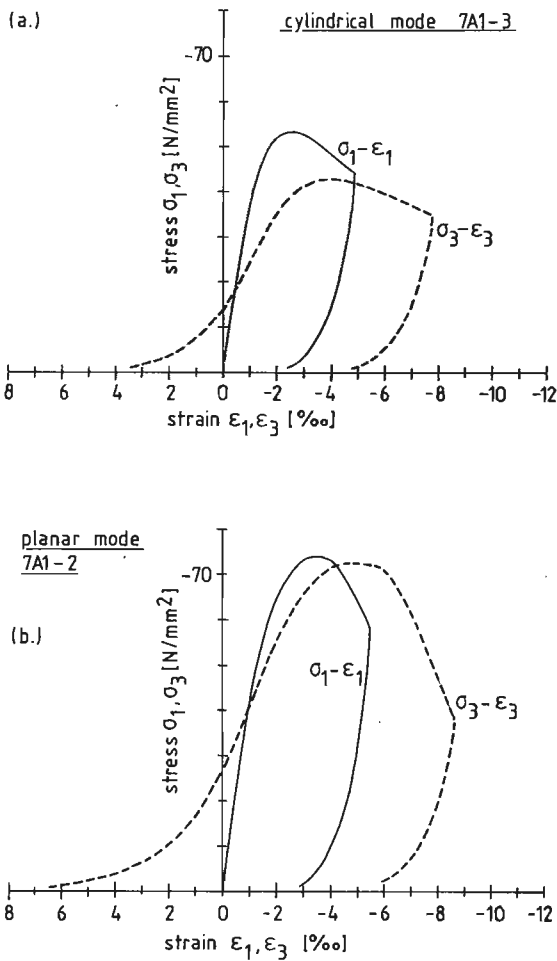 (a.)
cylindrical mode 7A1-3
-70
stress σ1,σ3 [N/mm²]
σ1-ε1
σ3-ε3
8 6 4 2 0 -2 -4 -6 -8 -10 -12
strain ε1,ε3 [‰]
planar mode
7A1-2
(b.)
-70
stress σ1,σ3 [N/mm²]
σ1-ε1
σ3-ε3
8 6 4 2 0 -2 -4 -6 -8 -10 -12
strain ε1,ε3 [‰]